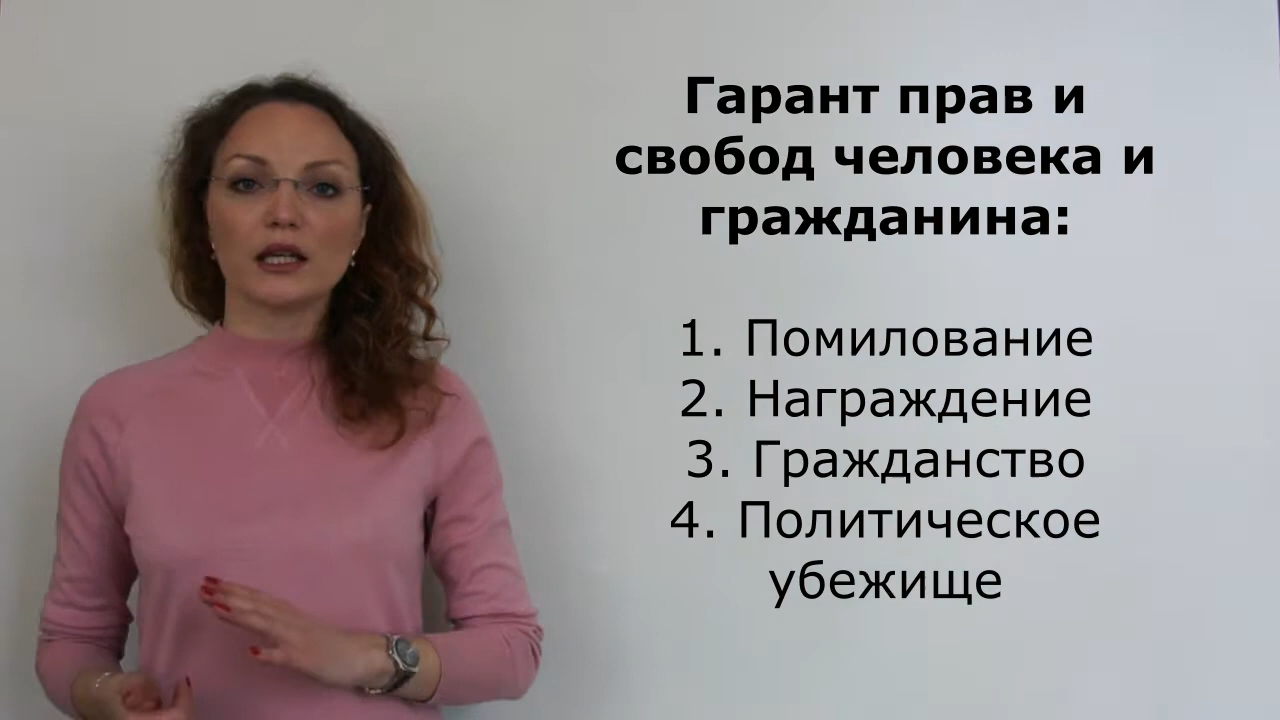 Гарант прав и
свобод человека и
гражданина:
1. Помилование
2. Награждение
3. Гражданство
4. Политическое
убежище